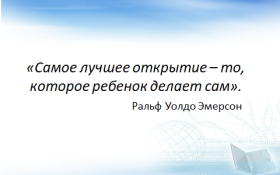 «Самое лучшее открытие – то,
которое ребенок делает сам».
Ральф Уолдо Эмерсон